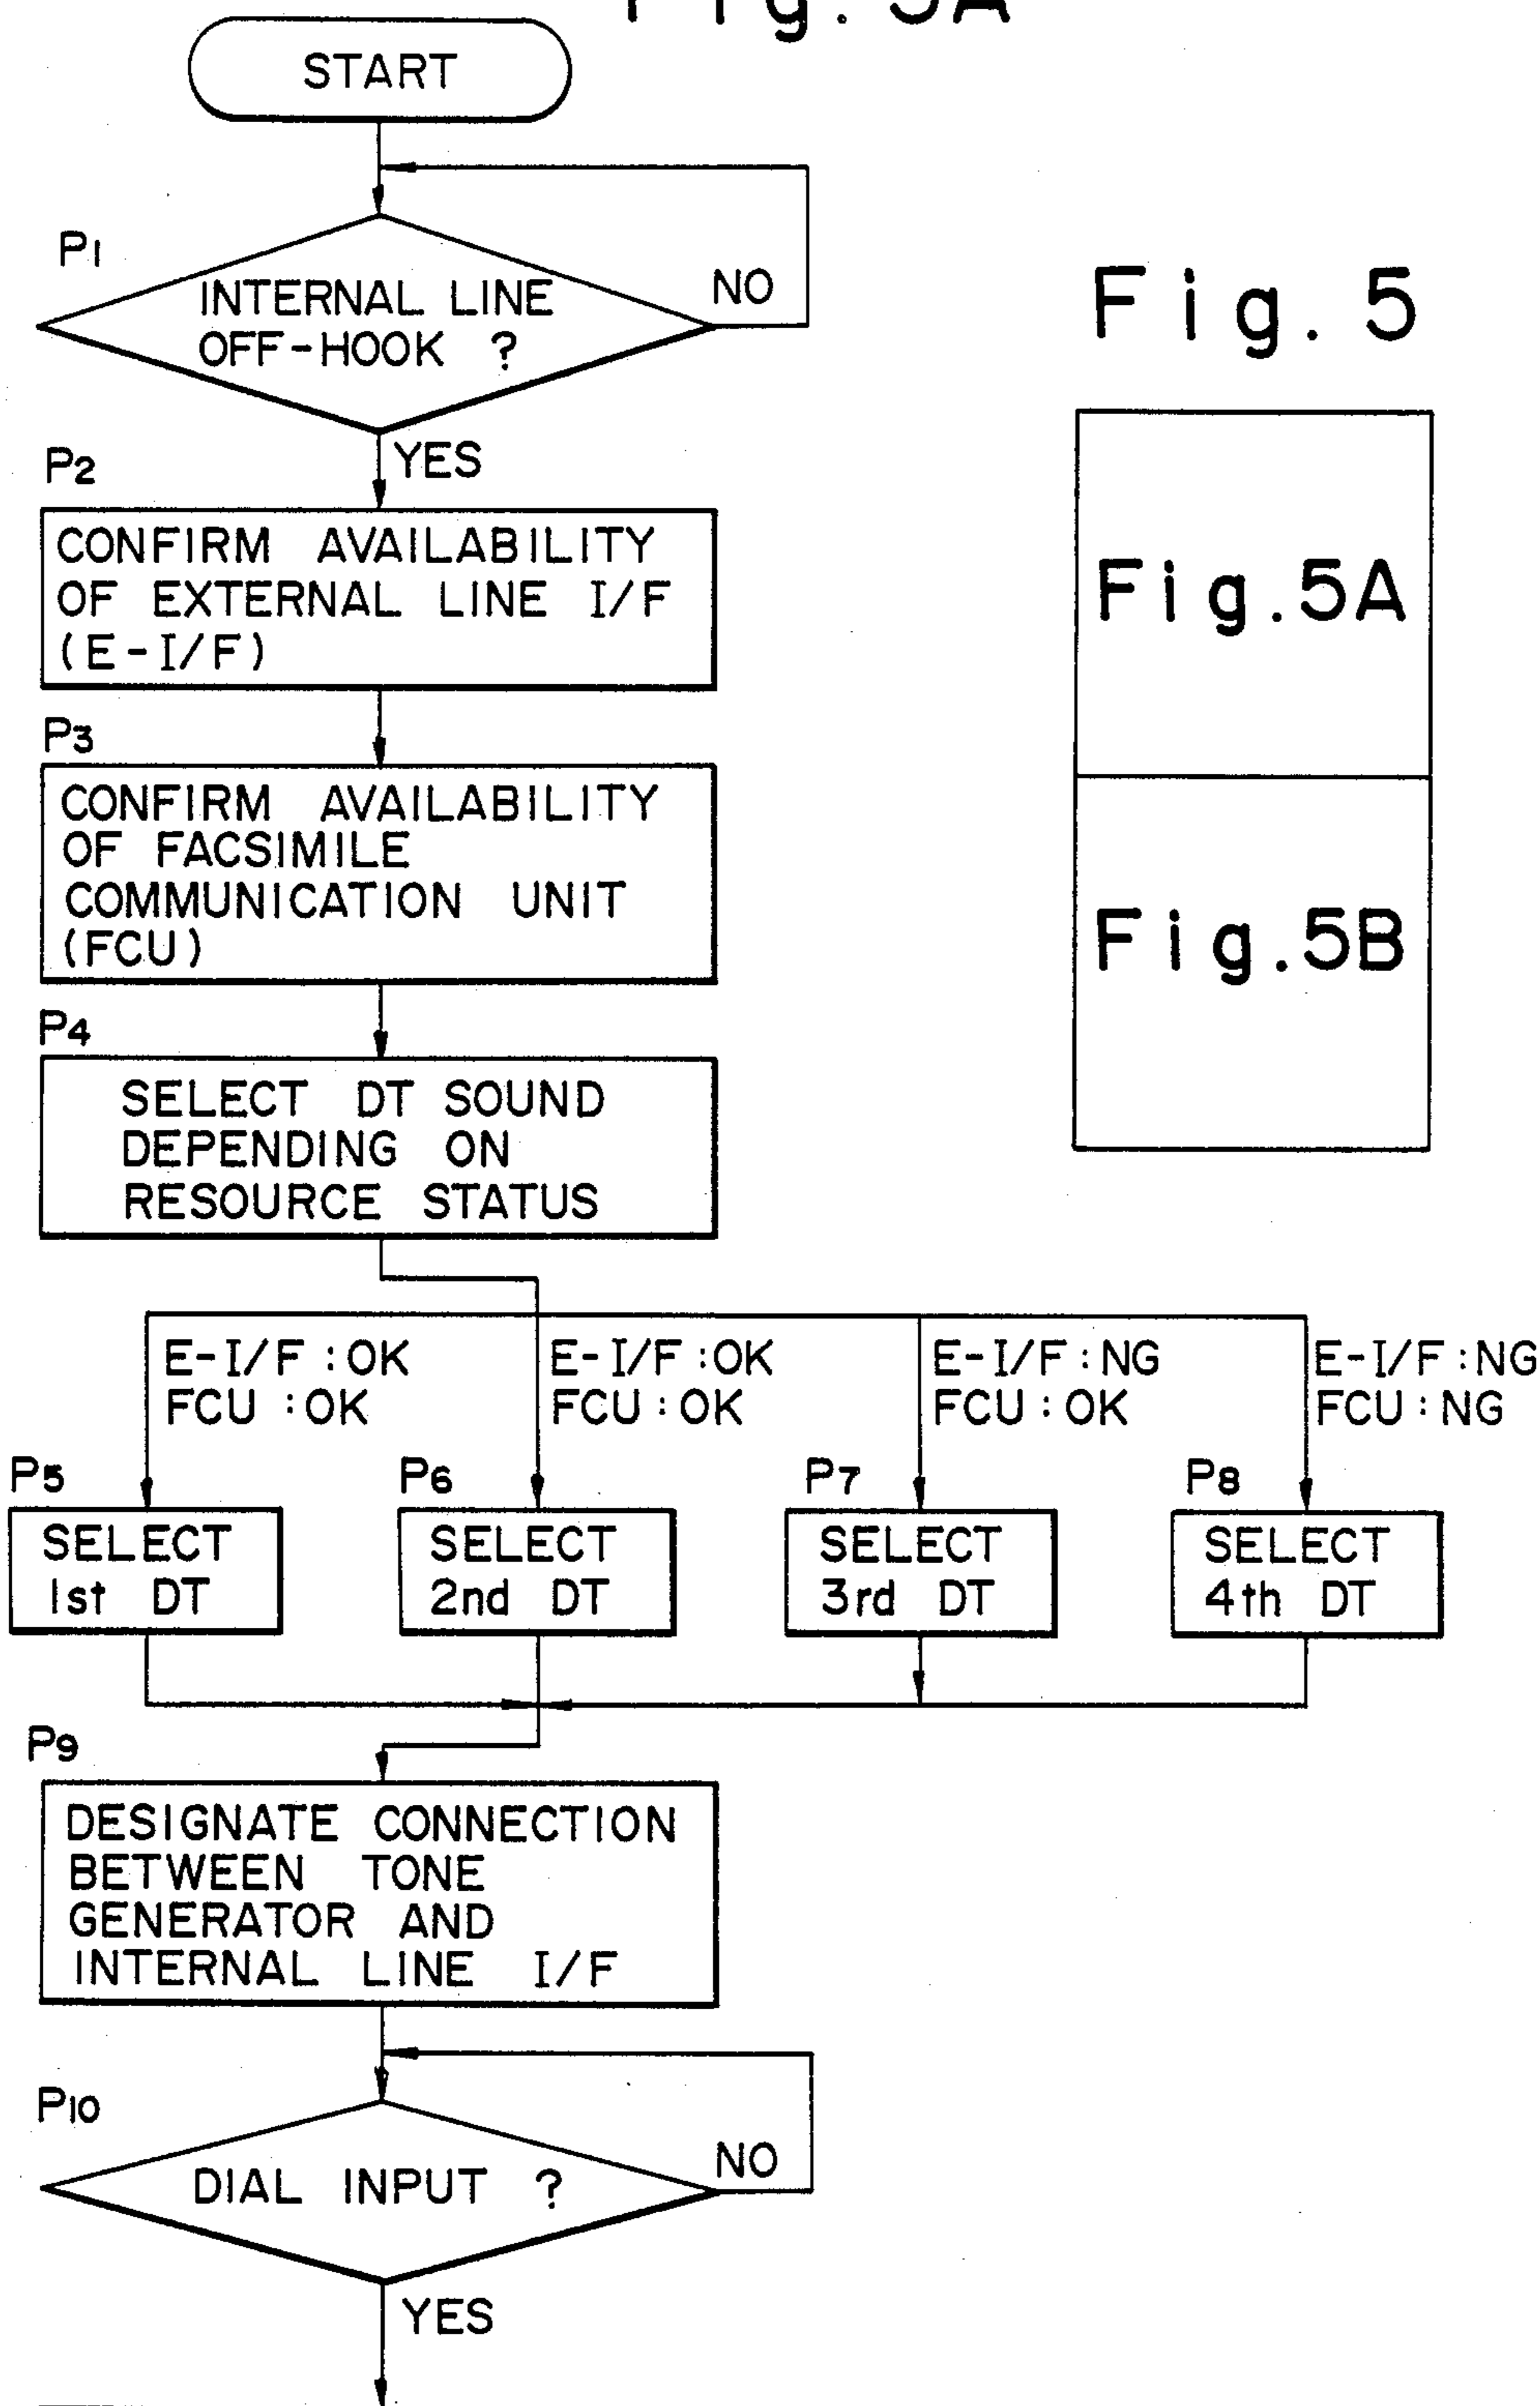 Fig. 5A
START
P1
INTERNAL LINE
OFF-HOOK ?
NO
YES
P2
CONFIRM AVAILABILITY
OF EXTERNAL LINE I/F
(E-I/F)
P3
CONFIRM AVAILABILITY
OF FACSIMILE
COMMUNICATION UNIT
(FCU)
P4
SELECT DT SOUND
DEPENDING ON
RESOURCE STATUS
E-I/F:OK
FCU:OK
E-I/F:OK
FCU:OK
E-I/F:NG
FCU:OK
E-I/F:NG
FCU:NG
P5
SELECT
1st DT
P6
SELECT
2nd DT
P7
SELECT
3rd DT
P8
SELECT
4th DT
P9
DESIGNATE CONNECTION
BETWEEN TONE
GENERATOR AND
INTERNAL LINE I/F
P10
DIAL INPUT ?
NO
YES
Fig. 5
Fig.5A
Fig.5B